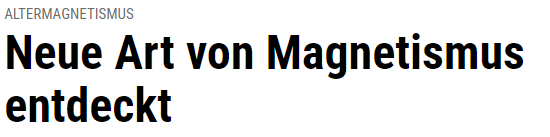 ALTERMAGNETISMUS
Neue Art von Magnetismus
entdeckt